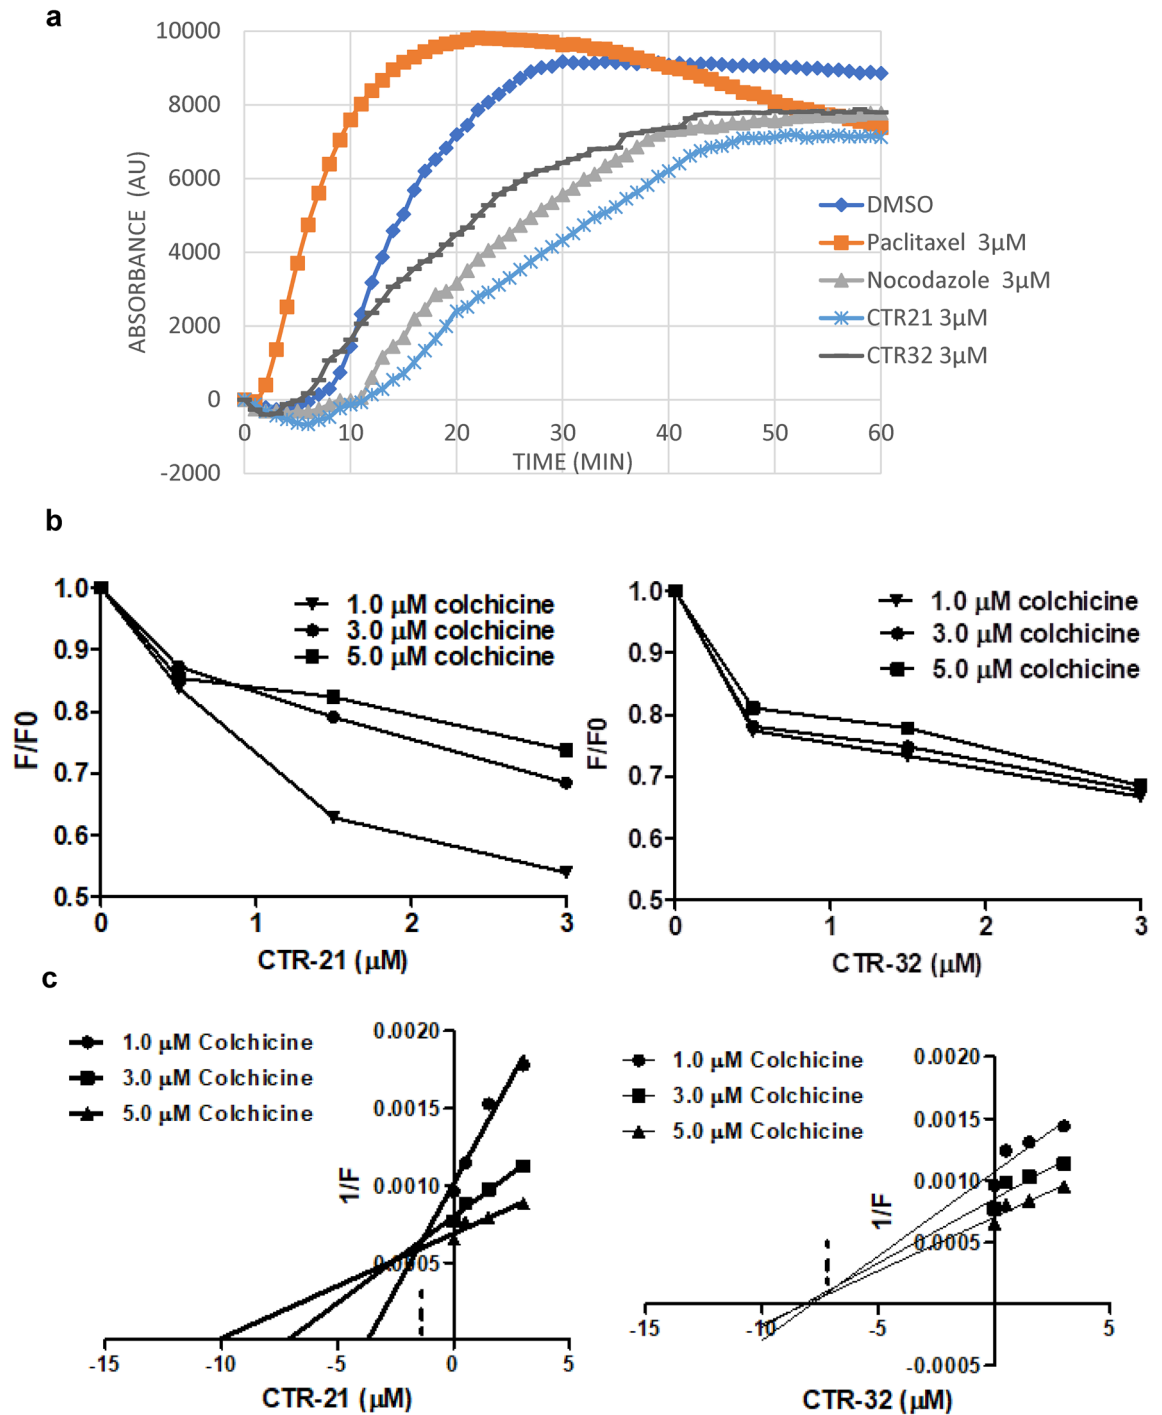 a
10000
8000
6000
4000
2000
0
-2000
ABSORBANCE (AU)
0 10 20 30 40 50 60
TIME (MIN)
DMSO
Paclitaxel 3µM
Nocodazole 3µM
CTR21 3µM
CTR32 3µM
b
1.0
0.9
0.8
0.7
0.6
0.5
F/F0
0 1 2 3
CTR-21 (µM)
1.0 µM colchicine
3.0 µM colchicine
5.0 µM colchicine
1.0
0.9
0.8
0.7
0.6
0.5
F/F0
0 1 2 3
CTR-32 (µM)
1.0 µM colchicine
3.0 µM colchicine
5.0 µM colchicine
c
1.0 µM Colchicine
3.0 µM Colchicine
5.0 µM Colchicine
0.0020
0.0015
0.0010
0.0005
1/F
-15 -10 -5 0 5
CTR-21 (µM)
1.0 µM Colchicine
3.0 µM Colchicine
5.0 µM Colchicine
0.0020
0.0015
0.0010
0.0005
-0.0005
1/F
-15 -10 -5 5
CTR-32 (µM)